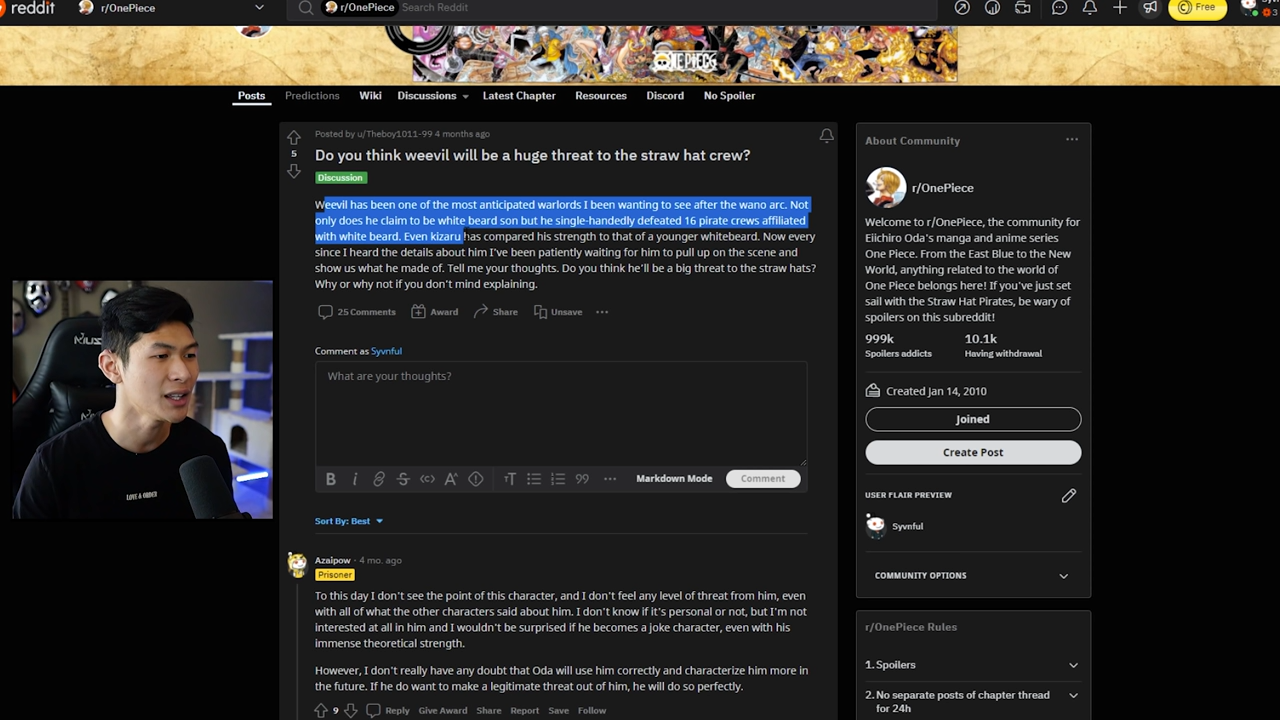 reddit
r/OnePiece
r/OnePiece
Search Reddit
Free
ONE PIECE
Posts
Predictions
Wiki
Discussions
Latest Chapter
Resources
Discord
No Spoiler
Posted by u/Theboy1011-99 4 months ago
5
Do you think weevil will be a huge threat to the straw hat crew?
Discussion
Weevil has been one of the most anticipated warlords I been wanting to see after the wano arc. Not
only does he claim to be white beard son but he single-handedly defeated 16 pirate crews affiliated
with white beard. Even kizaru has compared his strength to that of a younger whitebeard. Now every
since I heard the details about him I've been patiently waiting for him to pull up on the scene and
show us what he made of. Tell me your thoughts. Do you think he'll be a big threat to the straw hats?
Why or why not if you don't mind explaining.
25 Comments
Award
Share
Unsave
Comment as Syvnful
What are your thoughts?
Markdown Mode
Comment
Sort By: Best
Azaipow · 4 mo. ago
Prisoner
To this day I don't see the point of this character, and I don't feel any level of threat from him, even
with all of what the other characters said about him. I don't know if it's personal or not, but I'm not
interested at all in him and I wouldn't be surprised if he becomes a joke character, even with his
immense theoretical strength.
However, I don't really have any doubt that Oda will use him correctly and characterize him more in
the future. If he do want to make a legitimate threat out of him, he will do so perfectly.
9
Reply
Give Award
Share
Report
Save
Follow
About Community
r/OnePiece
Welcome to r/OnePiece, the community for
Eiichiro Oda's manga and anime series
One Piece. From the East Blue to the New
World, anything related to the world of
One Piece belongs here! If you've just set
sail with the Straw Hat Pirates, be wary of
spoilers on this subreddit!
999k
Spoilers addicts
10.1k
Having withdrawal
Created Jan 14, 2010
Joined
Create Post
USER FLAIR PREVIEW
Syvnful
COMMUNITY OPTIONS
r/OnePiece Rules
1. Spoilers
2. No separate posts of chapter thread
for 24h
LOVE & ORDER